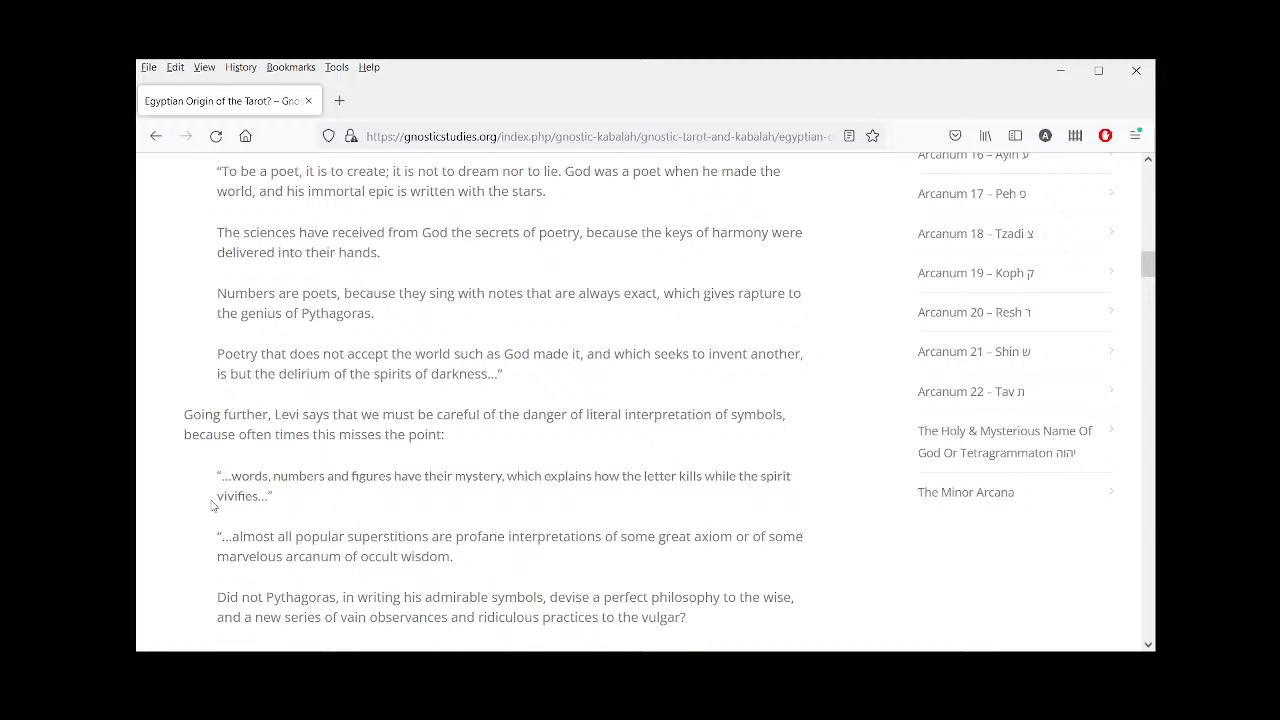 File Edit View History Bookmarks Tools Help
Egyptian Origin of the Tarot? – Gno
https://gnosticstudies.org/index.php/gnostic-kabalah/gnostic-tarot-and-kabalah/egyptian-o
“To be a poet, it is to create; it is not to dream nor to lie. God was a poet when he made the
world, and his immortal epic is written with the stars.
The sciences have received from God the secrets of poetry, because the keys of harmony were
delivered into their hands.
Numbers are poets, because they sing with notes that are always exact, which gives rapture to
the genius of Pythagoras.
Poetry that does not accept the world such as God made it, and which seeks to invent another,
is but the delirium of the spirits of darkness…”
Going further, Levi says that we must be careful of the danger of literal interpretation of symbols,
because often times this misses the point:
“…words, numbers and figures have their mystery, which explains how the letter kills while the spirit
vivifies…”
“…almost all popular superstitions are profane interpretations of some great axiom or of some
marvelous arcanum of occult wisdom.
Did not Pythagoras, in writing his admirable symbols, devise a perfect philosophy to the wise,
and a new series of vain observances and ridiculous practices to the vulgar?
Arcanum 16 – Ayin ע
Arcanum 17 – Peh פ
Arcanum 18 – Tzadi צ
Arcanum 19 – Koph ק
Arcanum 20 – Resh ר
Arcanum 21 – Shin ש
Arcanum 22 – Tav ת
The Holy & Mysterious Name Of
God Or Tetragrammaton יהוה
The Minor Arcana